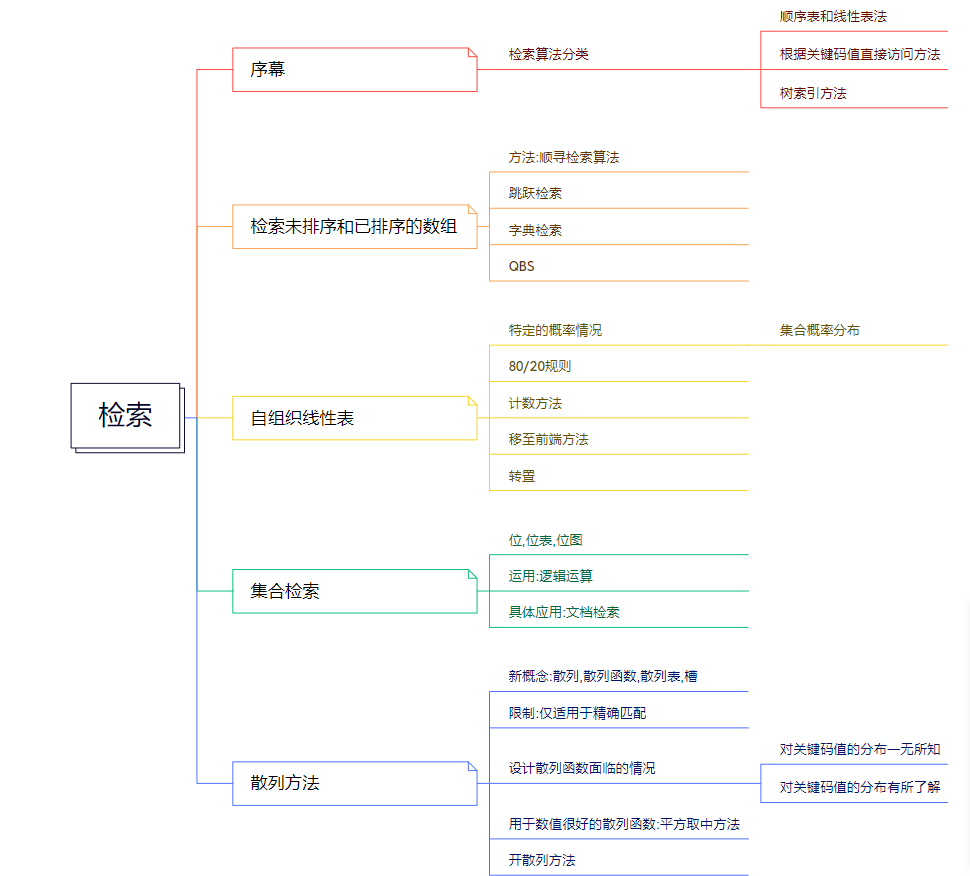 检索
序幕
检索算法分类
顺序表和线性表法
根据关键码值直接访问方法
树索引方法
检索未排序和已排序的数组
方法:顺寻检索算法
跳跃检索
字典检索
QBS
自组织线性表
特定的概率情况
集合概率分布
80/20规则
计数方法
移至前端方法
转置
集合检索
位,位表,位图
运用:逻辑运算
具体应用:文档检索
散列方法
新概念:散列,散列函数,散列表,槽
限制:仅适用于精确匹配
设计散列函数面临的情况
对关键码值的分布一无所知
对关键码值的分布有所了解
用于数值很好的散列函数:平方取中方法
开散列方法